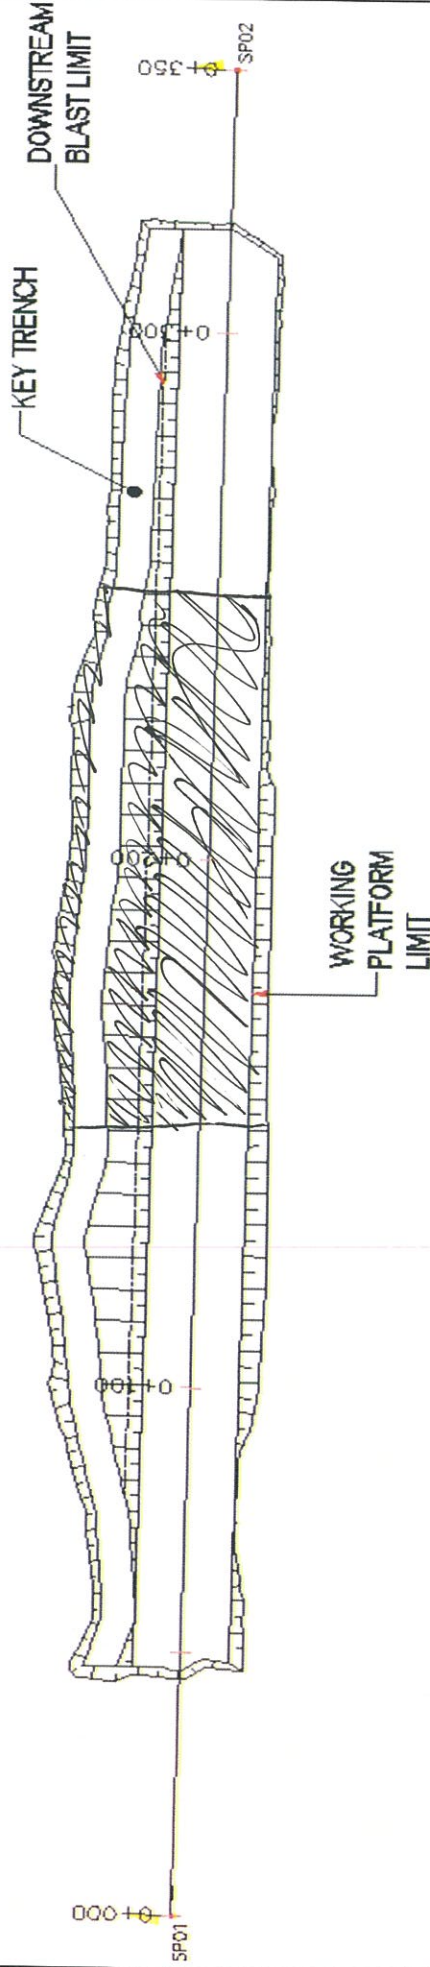 DOWNSTREAM
BLAST LIMIT
KEY TRENCH
0+350
SP02
0+300
0+200
WORKING
PLATFORM
LIMIT
0+100
0+000
SP01